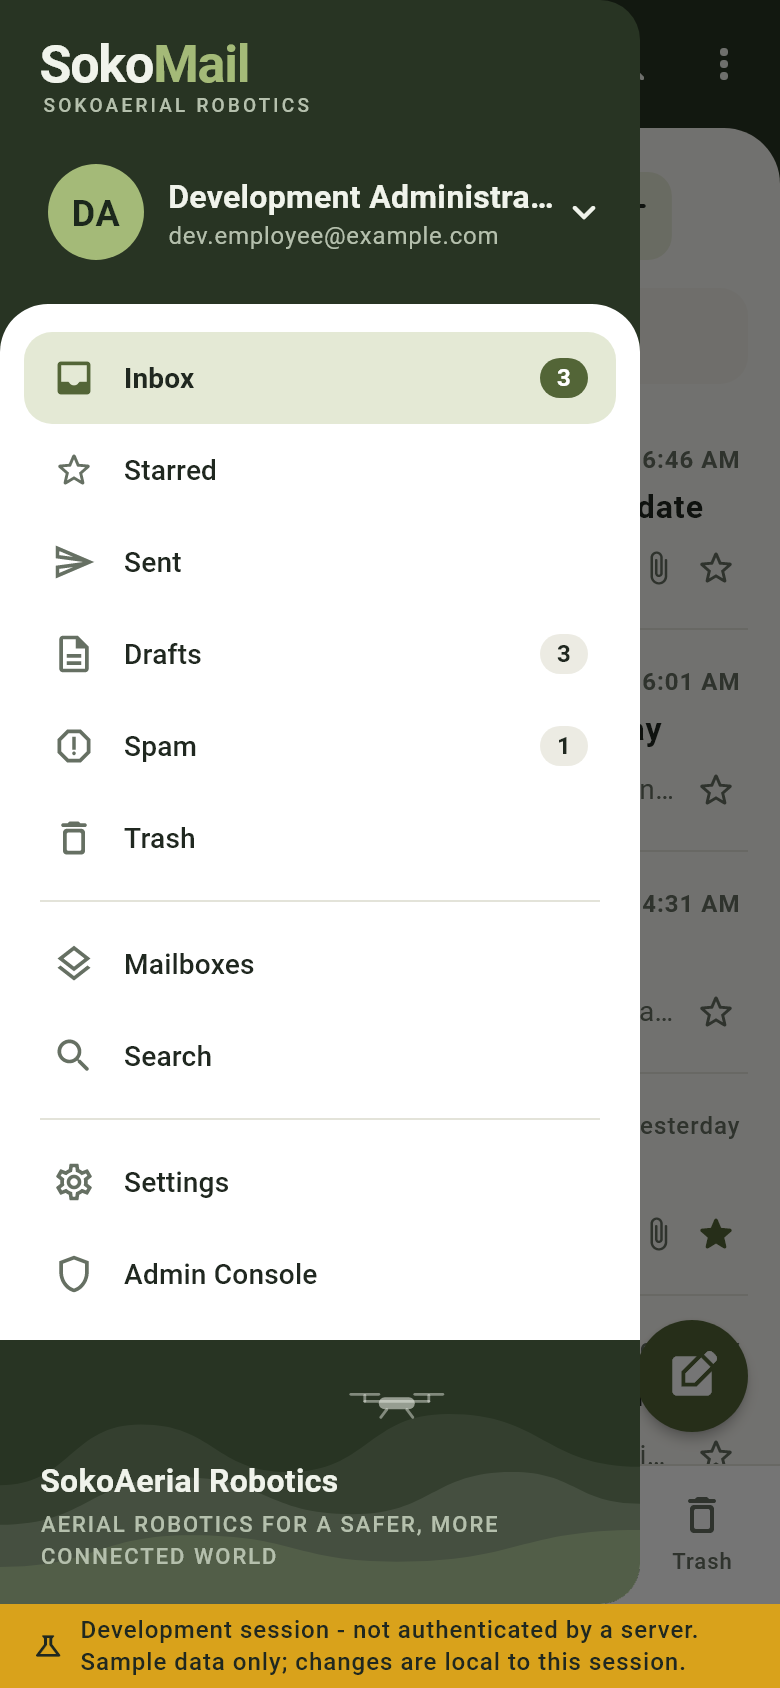 SokoMail
SOKOAERIAL ROBOTICS
DA
Development Administra...
dev.employee@example.com
Inbox 3
Starred
Sent
Drafts 3
Spam 1
Trash
Mailboxes
Search
Settings
Admin Console
SokoAerial Robotics
AERIAL ROBOTICS FOR A SAFER, MORE
CONNECTED WORLD
6:46 AM
date
6:01 AM
ay
n...
4:31 AM
a...
esterday
i...
Trash
Development session - not authenticated by a server.
Sample data only; changes are local to this session.